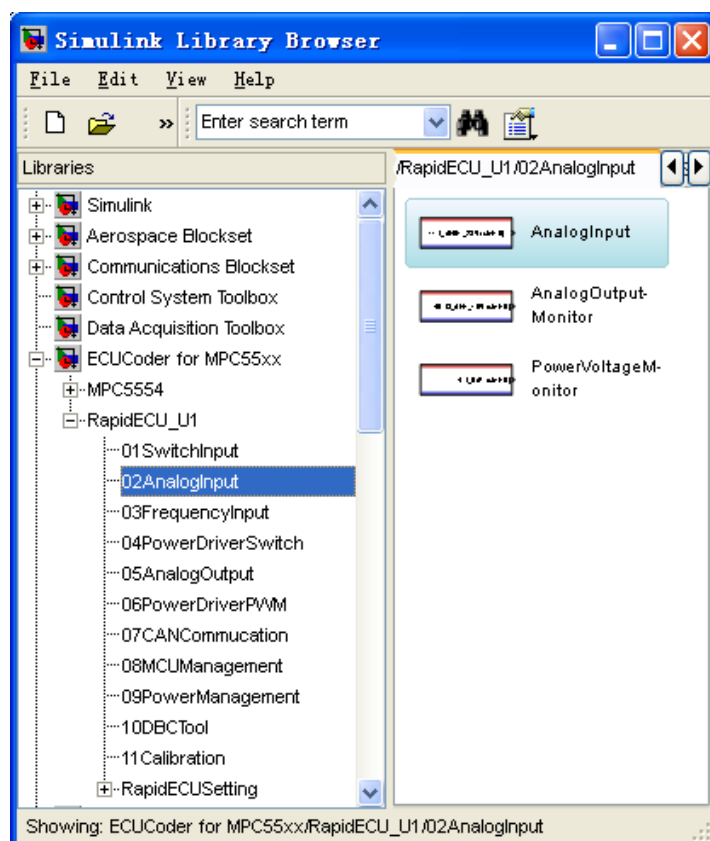 Simulink Library Browser
File Edit View Help
» Enter search term
Libraries
/RapidECU_U1/02AnalogInput
Simulink
Aerospace Blockset
Communications Blockset
Control System Toolbox
Data Acquisition Toolbox
ECUCoder for MPC55xx
MPC5554
RapidECU_U1
01SwitchInput
02AnalogInput
03FrequencyInput
04PowerDriverSwitch
05AnalogOutput
06PowerDriverPWM
07CANCommucation
08MCUManagement
09PowerManagement
10DBCTool
11Calibration
RapidECUSetting
AnalogInput
AnalogOutput-
Monitor
PowerVoltageM-
onitor
Showing: ECUCoder for MPC55xx/RapidECU_U1/02AnalogInput